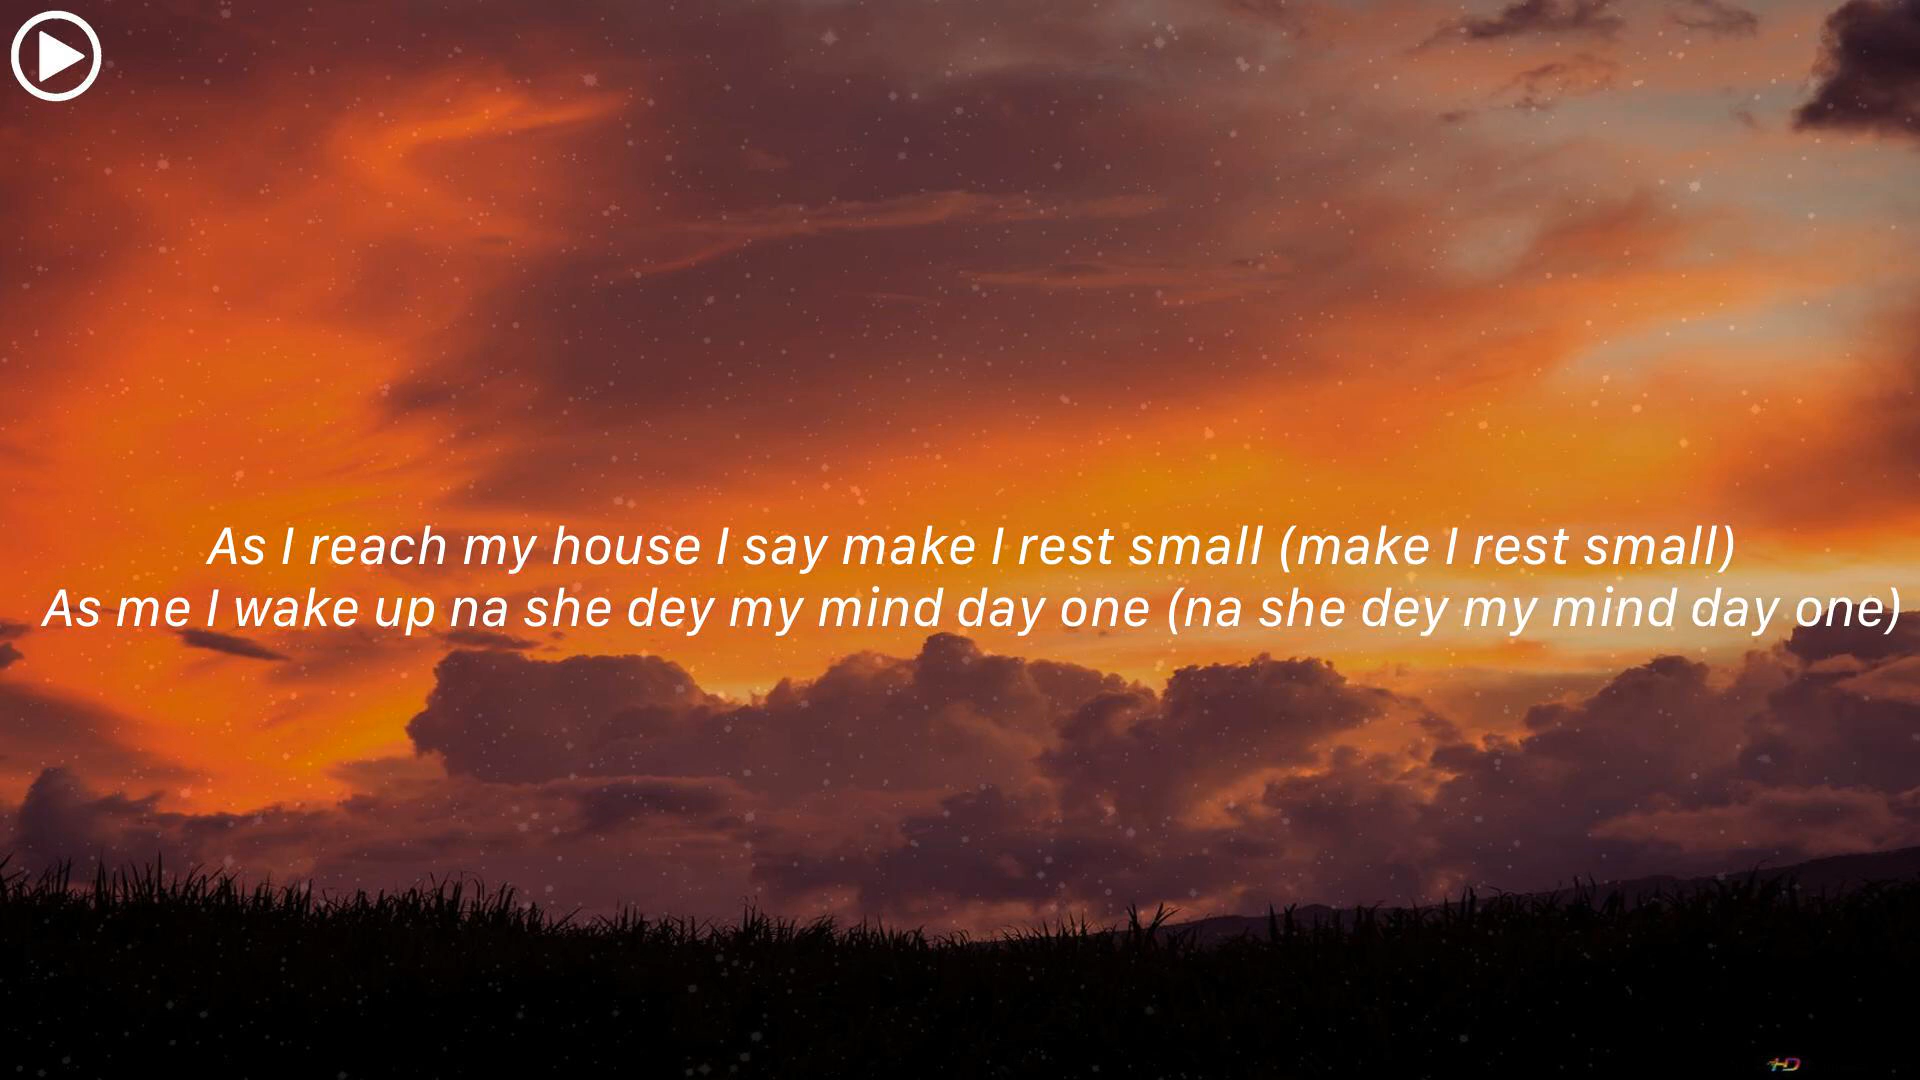 As I reach my house I say make I rest small (make I rest small)
As me I wake up na she dey my mind day one (na she dey my mind day one)
HD